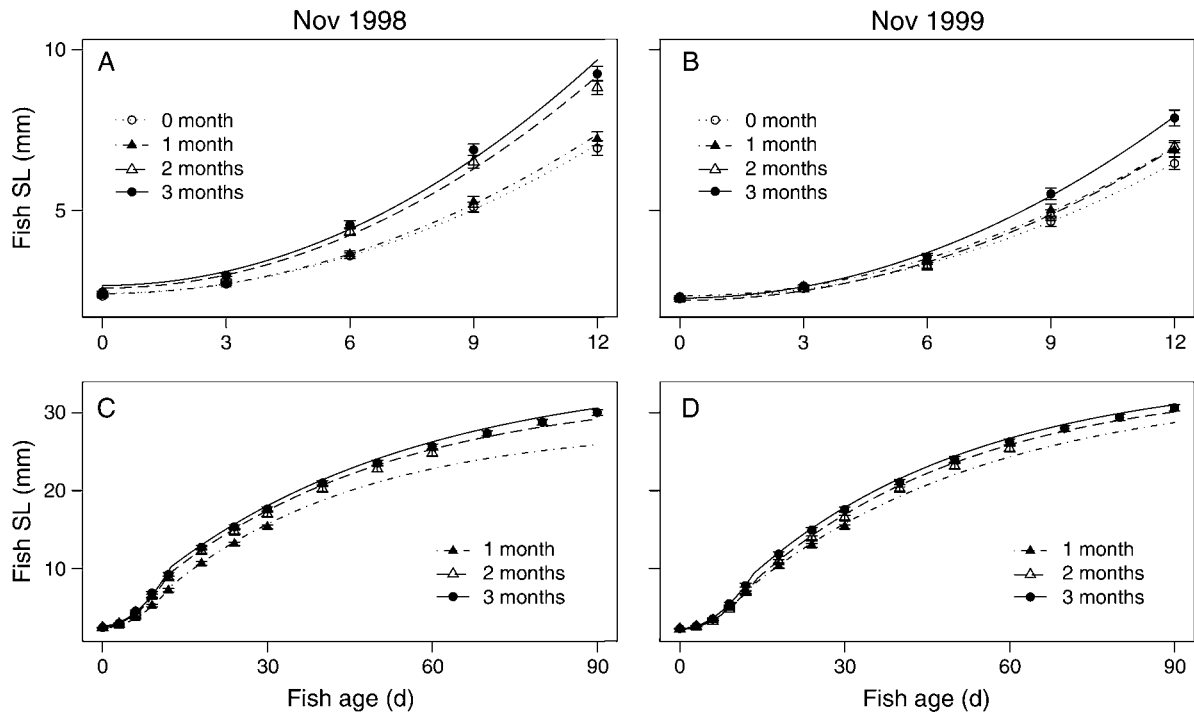 Nov 1998
Nov 1999
A
B
10
5
Fish SL (mm)
0 month
1 month
2 months
3 months
0 month
1 month
2 months
3 months
0 3 6 9 12
0 3 6 9 12
C
D
30
20
10
Fish SL (mm)
1 month
2 months
3 months
1 month
2 months
3 months
0 30 60 90
0 30 60 90
Fish age (d)
Fish age (d)